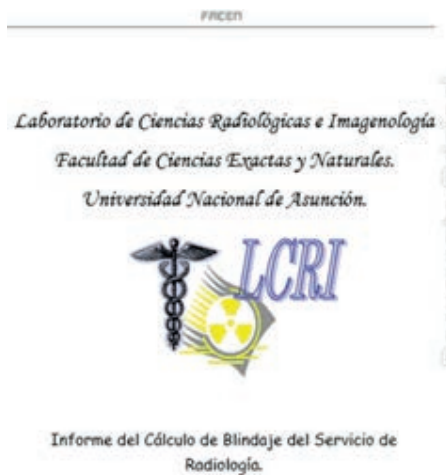 FACEN
Laboratorio de Ciencias Radiológicas e Imagenología
Facultad de Ciencias Exactas y Naturales.
Universidad Nacional de Asunción.
LCRI
Informe del Cálculo de Blindaje del Servicio de
Radiología.